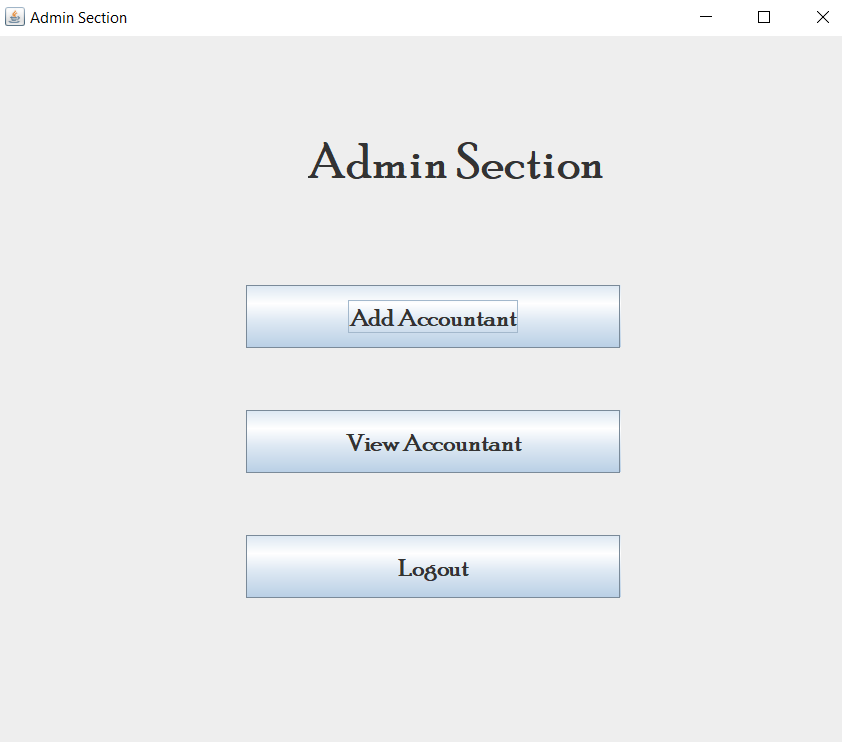 Admin Section
Admin Section
Add Accountant
View Accountant
Logout